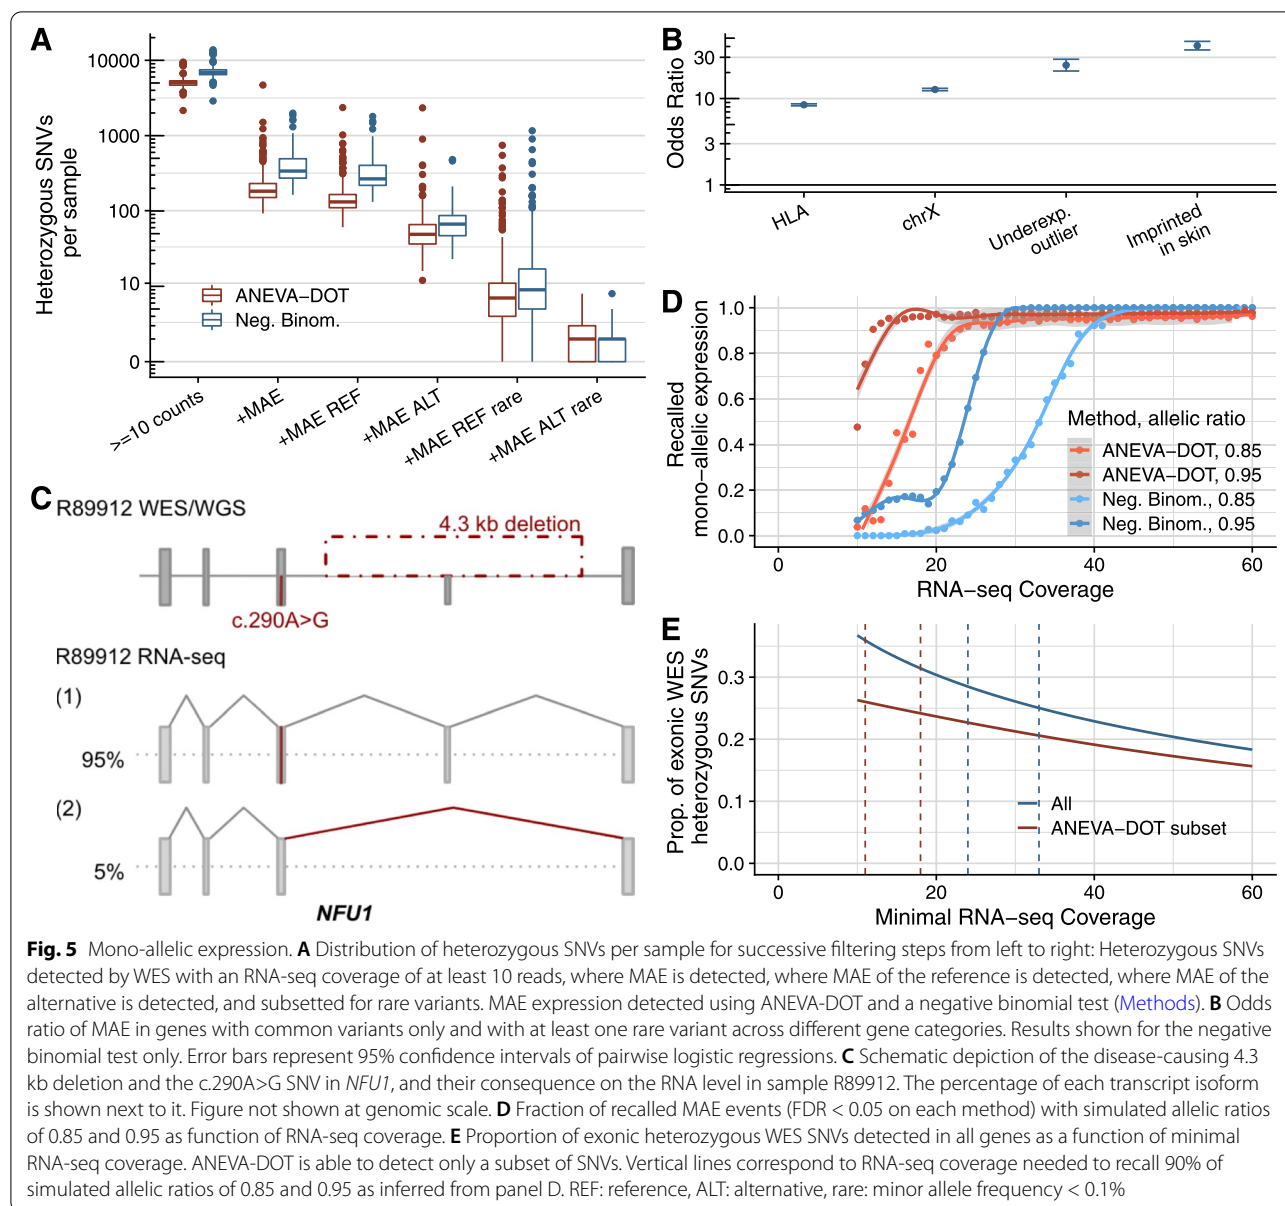 A
Heterozygous SNVs
per sample
10000
1000
100
10
0
ANEVA−DOT
Neg. Binom.
>=10 counts
+MAE
+MAE REF
+MAE ALT
+MAE REF rare
+MAE ALT rare
B
Odds Ratio
30
10
3
1
HLA
chrX
Underexp.
outlier
Imprinted
in skin
C
R89912 WES/WGS
4.3 kb deletion
c.290A>G
R89912 RNA-seq
(1)
95%
(2)
5%
NFU1
D
Recalled
mono−allelic expression
1.0
0.8
0.6
0.4
0.2
0.0
Method, allelic ratio
ANEVA−DOT, 0.85
ANEVA−DOT, 0.95
Neg. Binom., 0.85
Neg. Binom., 0.95
0 20 40 60
RNA−seq Coverage
E
Prop. of exonic WES
heterozygous SNVs
0.3
0.2
0.1
0.0
All
ANEVA−DOT subset
0 20 40 60
Minimal RNA−seq Coverage
Fig. 5 Mono-allelic expression. A Distribution of heterozygous SNVs per sample for successive filtering steps from left to right: Heterozygous SNVs
detected by WES with an RNA-seq coverage of at least 10 reads, where MAE is detected, where MAE of the reference is detected, where MAE of the
alternative is detected, and subsetted for rare variants. MAE expression detected using ANEVA-DOT and a negative binomial test (Methods). B Odds
ratio of MAE in genes with common variants only and with at least one rare variant across different gene categories. Results shown for the negative
binomial test only. Error bars represent 95% confidence intervals of pairwise logistic regressions. C Schematic depiction of the disease-causing 4.3
kb deletion and the c.290A>G SNV in NFU1, and their consequence on the RNA level in sample R89912. The percentage of each transcript isoform
is shown next to it. Figure not shown at genomic scale. D Fraction of recalled MAE events (FDR < 0.05 on each method) with simulated allelic ratios
of 0.85 and 0.95 as function of RNA-seq coverage. E Proportion of exonic heterozygous WES SNVs detected in all genes as a function of minimal
RNA-seq coverage. ANEVA-DOT is able to detect only a subset of SNVs. Vertical lines correspond to RNA-seq coverage needed to recall 90% of
simulated allelic ratios of 0.85 and 0.95 as inferred from panel D. REF: reference, ALT: alternative, rare: minor allele frequency < 0.1%